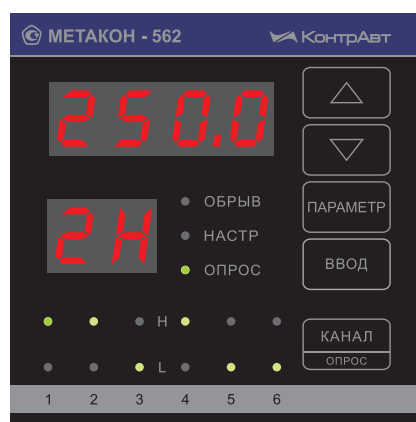 МЕТАКОН - 562
КонтрАвт
250.0
2H
ОБРЫВ
НАСТР
ОПРОС
ПАРАМЕТР
ВВОД
H
L
КАНАЛ
ОПРОС
1 2 3 4 5 6